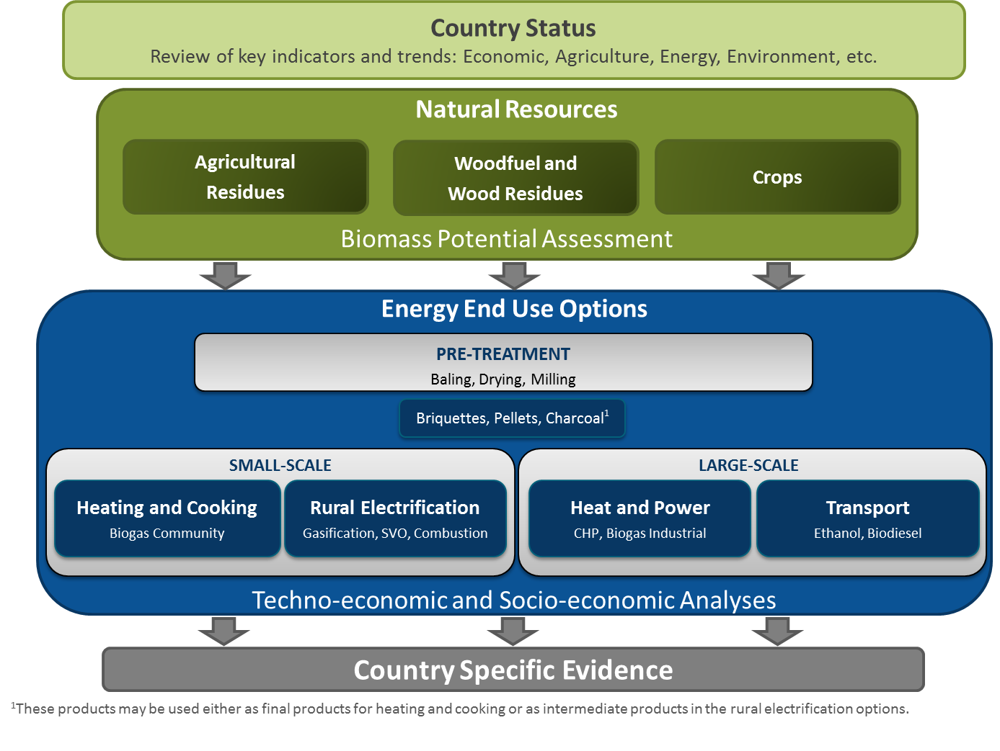 Country Status
Review of key indicators and trends: Economic, Agriculture, Energy, Environment, etc.
Natural Resources
Agricultural
Residues
Woodfuel and
Wood Residues
Crops
Biomass Potential Assessment
Energy End Use Options
PRE-TREATMENT
Baling, Drying, Milling
Briquettes, Pellets, Charcoal¹
SMALL-SCALE
Heating and Cooking
Biogas Community
Rural Electrification
Gasification, SVO, Combustion
LARGE-SCALE
Heat and Power
CHP, Biogas Industrial
Transport
Ethanol, Biodiesel
Techno-economic and Socio-economic Analyses
Country Specific Evidence
¹These products may be used either as final products for heating and cooking or as intermediate products in the rural electrification options.